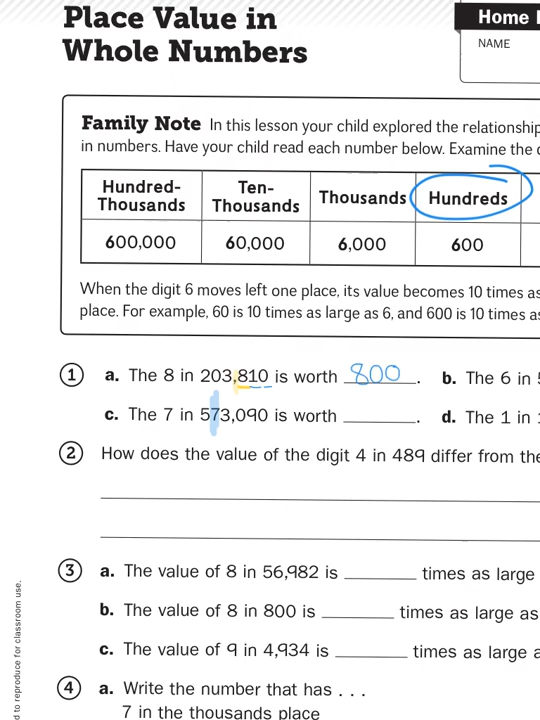 Place Value in
Whole Numbers
Home
NAME
Family Note In this lesson your child explored the relationship
in numbers. Have your child read each number below. Examine the
Hundred-Thousands Ten-Thousands Thousands Hundreds
600,000 60,000 6,000 600
When the digit 6 moves left one place, its value becomes 10 times as
place. For example, 60 is 10 times as large as 6, and 600 is 10 times as
1 a. The 8 in 203,810 is worth 800. b. The 6 in
c. The 7 in 573,090 is worth ________. d. The 1 in
2 How does the value of the digit 4 in 489 differ from the
3 a. The value of 8 in 56,982 is ________ times as large
b. The value of 8 in 800 is ________ times as large as
c. The value of 9 in 4,934 is ________ times as large
4 a. Write the number that has . . .
7 in the thousands place
d to reproduce for classroom use.